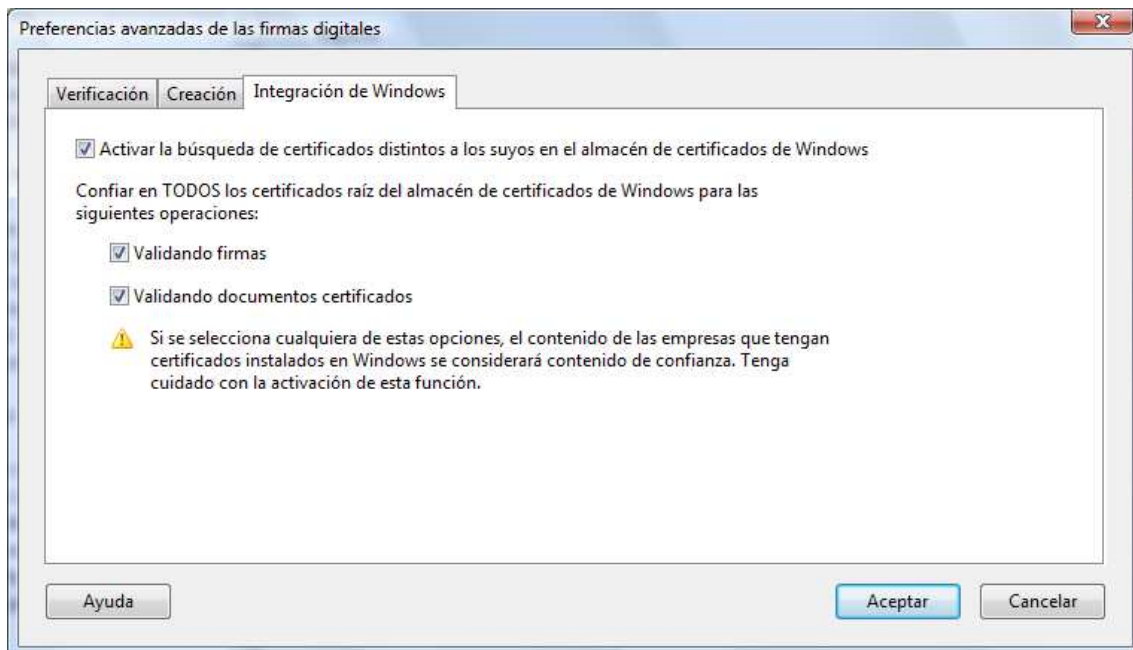 Preferencias avanzadas de las firmas digitales
Verificación
Creación
Integración de Windows
Activar la búsqueda de certificados distintos a los suyos en el almacén de certificados de Windows
Confiar en TODOS los certificados raíz del almacén de certificados de Windows para las
siguientes operaciones:
Validando firmas
Validando documentos certificados
Si se selecciona cualquiera de estas opciones, el contenido de las empresas que tengan
certificados instalados en Windows se considerará contenido de confianza. Tenga
cuidado con la activación de esta función.
Ayuda
Aceptar
Cancelar